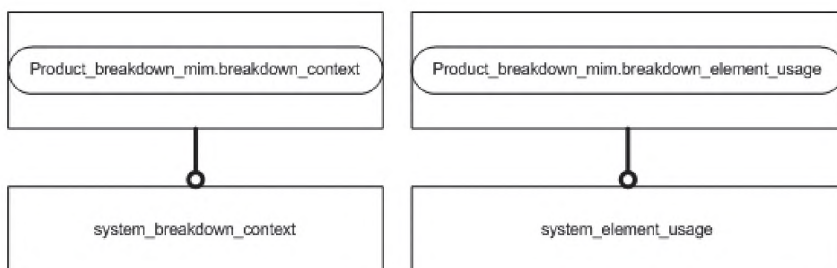 Product_breakdown_mim.breakdown_context
Product_breakdown_mim.breakdown_element_usage
system_breakdown_context
system_element_usage